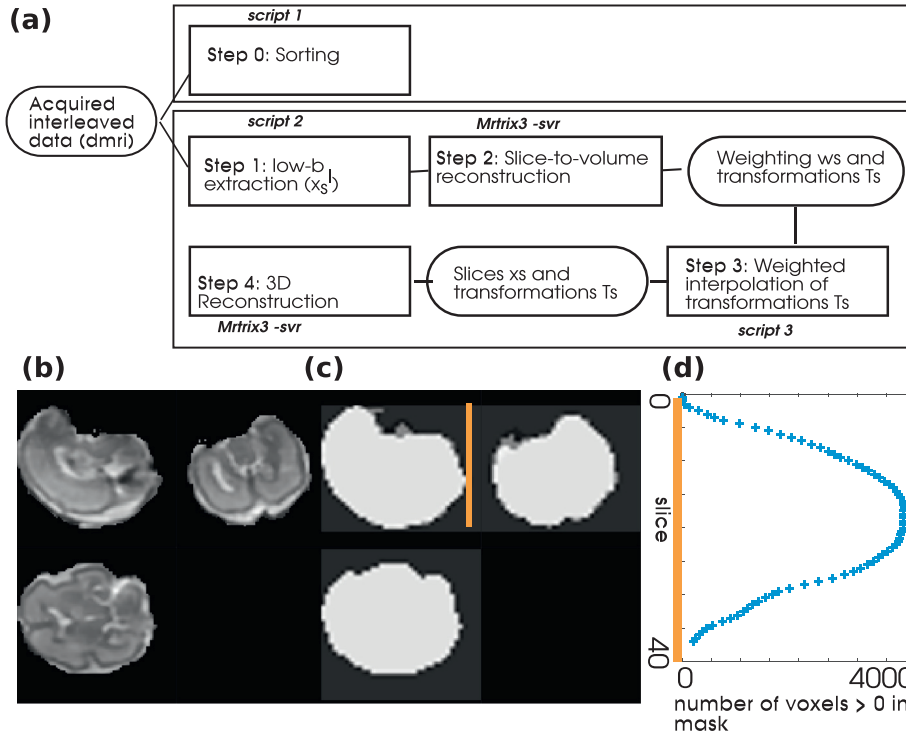 (a)
script 1
Step 0: Sorting
Acquired
interleaved
data (dmri)
script 2
Step 1: low-b
extraction (xsl)
Mrtrix3 -svr
Step 2: Slice-to-volume
reconstruction
Weighting ws and
transformations Ts
Step 4: 3D
Reconstruction
Mrtrix3 -svr
Slices xs and
transformations Ts
Step 3: Weighted
interpolation of
transformations Ts
script 3
(b)
(c)
(d)
0
slice
40
0
4000
number of voxels > 0 in
mask